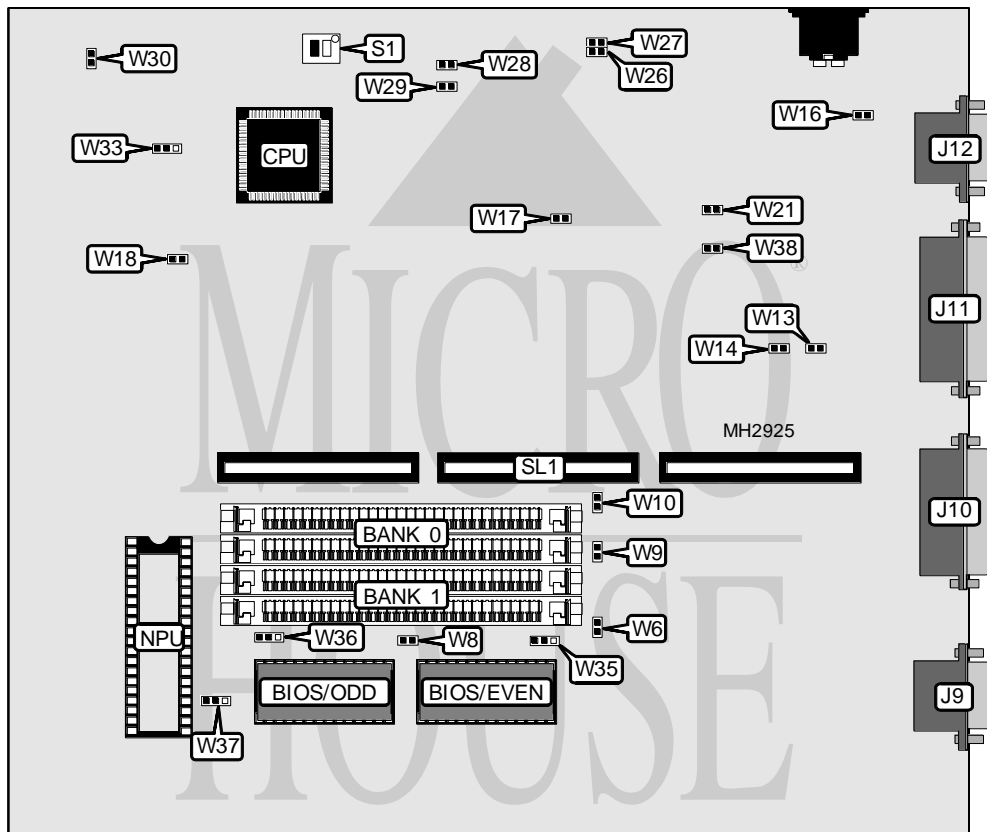 W30
S1
W28
W29
W27
W26
W16
J12
W33
CPU
W17
W21
W38
W18
J11
W13
W14
MICRO®
MH2925
SL1
W10
J10
BANK 0
W9
BANK 1
HOUSE
NPU
W36
W8
W6
W35
BIOS/ODD
BIOS/EVEN
J9
W37